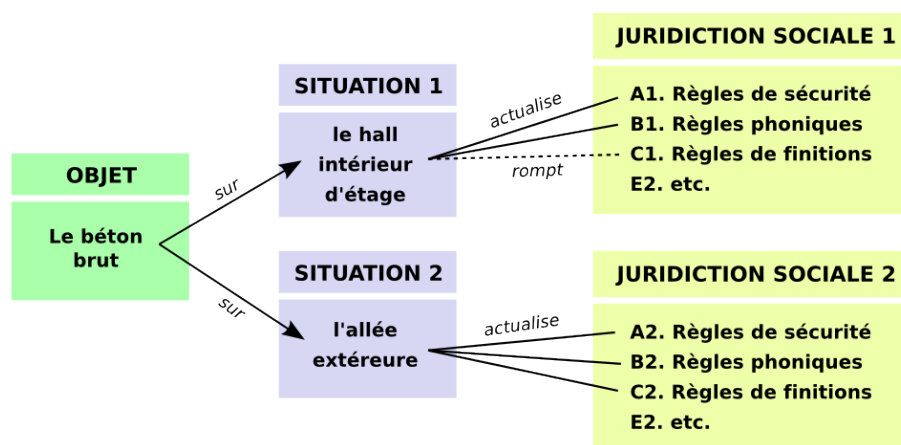 OBJET
Le béton
brut
sur
sur
SITUATION 1
le hall
intérieur
d'étage
actualise
rompt
JURIDICTION SOCIALE 1
A1. Règles de sécurité
B1. Règles phoniques
C1. Règles de finitions
E2. etc.
SITUATION 2
l'allée
extéreure
actualise
JURIDICTION SOCIALE 2
A2. Règles de sécurité
B2. Règles phoniques
C2. Règles de finitions
E2. etc.